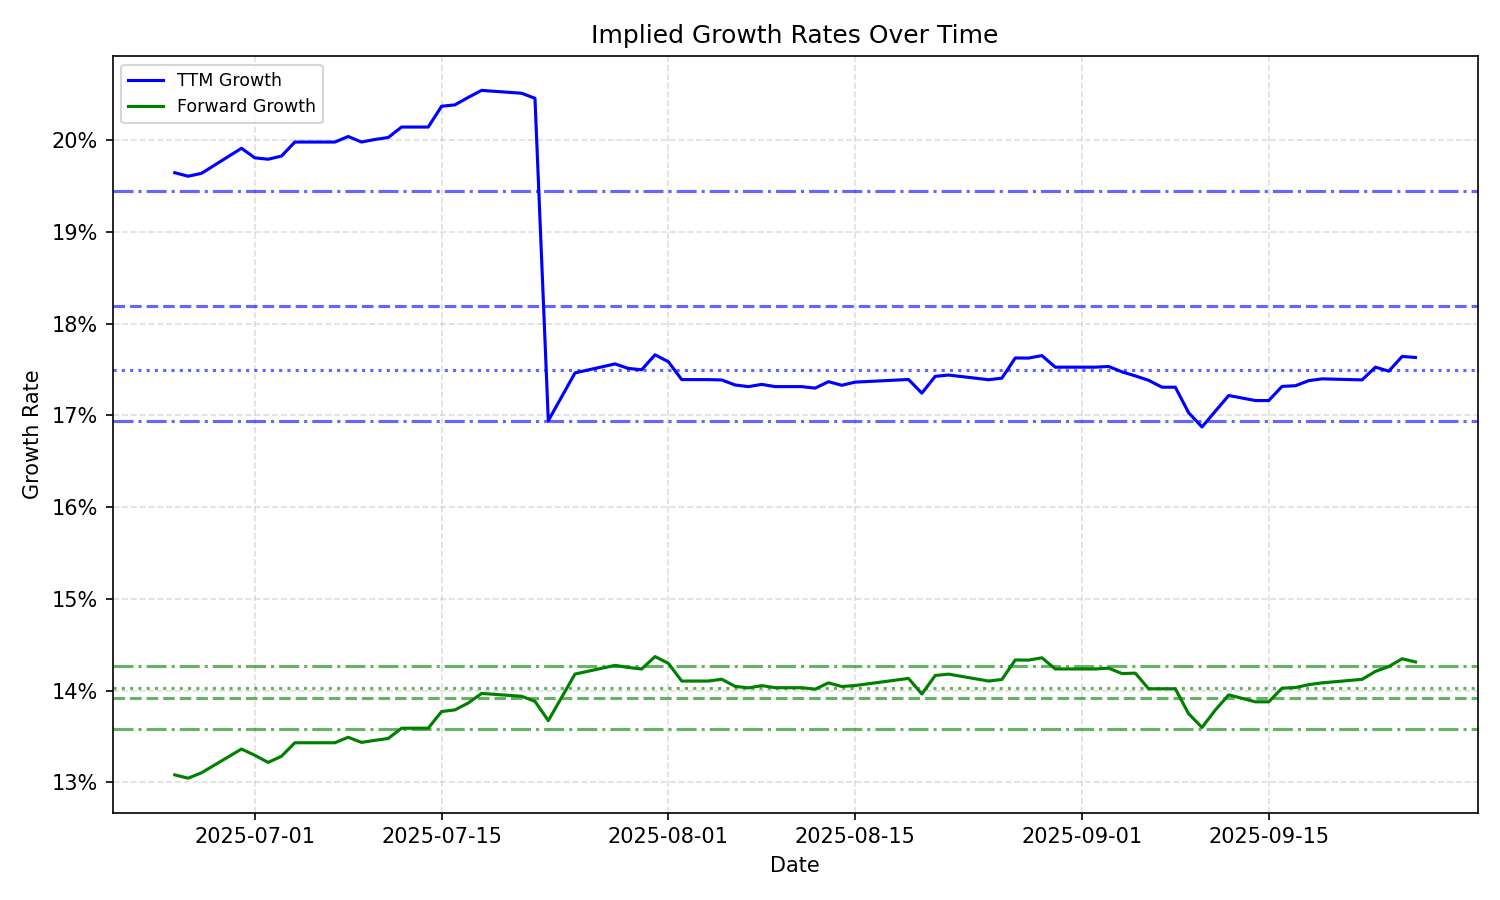 Implied Growth Rates Over Time
TTM Growth
Forward Growth
20%
19%
18%
17%
16%
15%
14%
13%
Growth Rate
2025-07-01
2025-07-15
2025-08-01
2025-08-15
2025-09-01
2025-09-15
Date